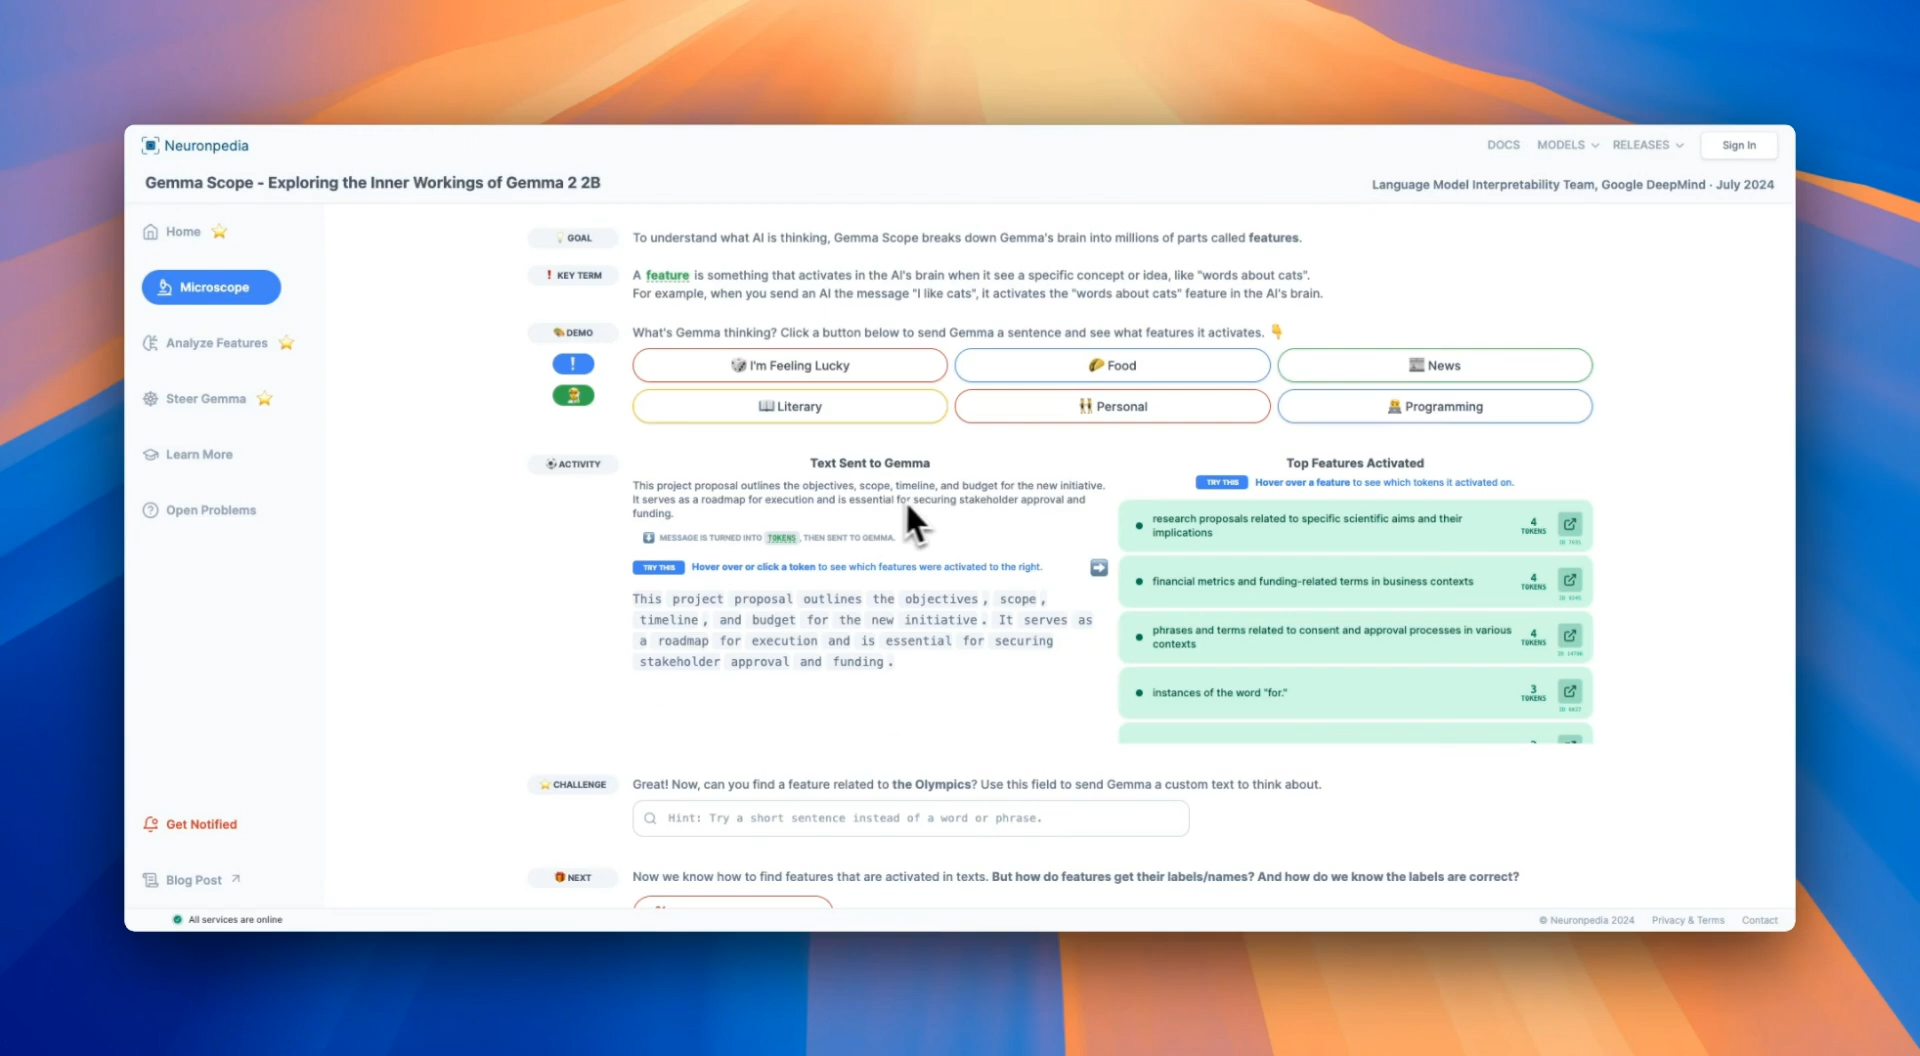 Neuronpedia
DOCS MODELS RELEASES Sign In
Gemma Scope - Exploring the Inner Workings of Gemma 2 2B
Language Model Interpretability Team, Google DeepMind · July 2024
Home
Microscope
Analyze Features
Steer Gemma
Learn More
Open Problems
Get Notified
Blog Post
GOAL
To understand what AI is thinking, Gemma Scope breaks down Gemma's brain into millions of parts called features.
KEY TERM
A feature is something that activates in the AI's brain when it see a specific concept or idea, like "words about cats".
For example, when you send an AI the message "I like cats", it activates the "words about cats" feature in the AI's brain.
DEMO
What's Gemma thinking? Click a button below to send Gemma a sentence and see what features it activates.
I'm Feeling Lucky
Food
News
Literary
Personal
Programming
ACTIVITY
Text Sent to Gemma
This project proposal outlines the objectives, scope, timeline, and budget for the new initiative.
It serves as a roadmap for execution and is essential for securing stakeholder approval and
funding.
MESSAGE IS TURNED INTO TOKENS, THEN SENT TO GEMMA.
TRY THIS Hover over or click a token to see which features were activated to the right.
This project proposal outlines the objectives, scope,
timeline, and budget for the new initiative. It serves as
a roadmap for execution and is essential for securing
stakeholder approval and funding.
Top Features Activated
TRY THIS Hover over a feature to see which tokens it activated on.
research proposals related to specific scientific aims and their
implications
4
TOKENS
financial metrics and funding-related terms in business contexts
4
TOKENS
phrases and terms related to consent and approval processes in various
contexts
4
TOKENS
instances of the word "for."
3
TOKENS
CHALLENGE
Great! Now, can you find a feature related to the Olympics? Use this field to send Gemma a custom text to think about.
Hint: Try a short sentence instead of a word or phrase.
NEXT
Now we know how to find features that are activated in texts. But how do features get their labels/names? And how do we know the labels are correct?
All services are online
© Neuronpedia 2024 Privacy & Terms Contact